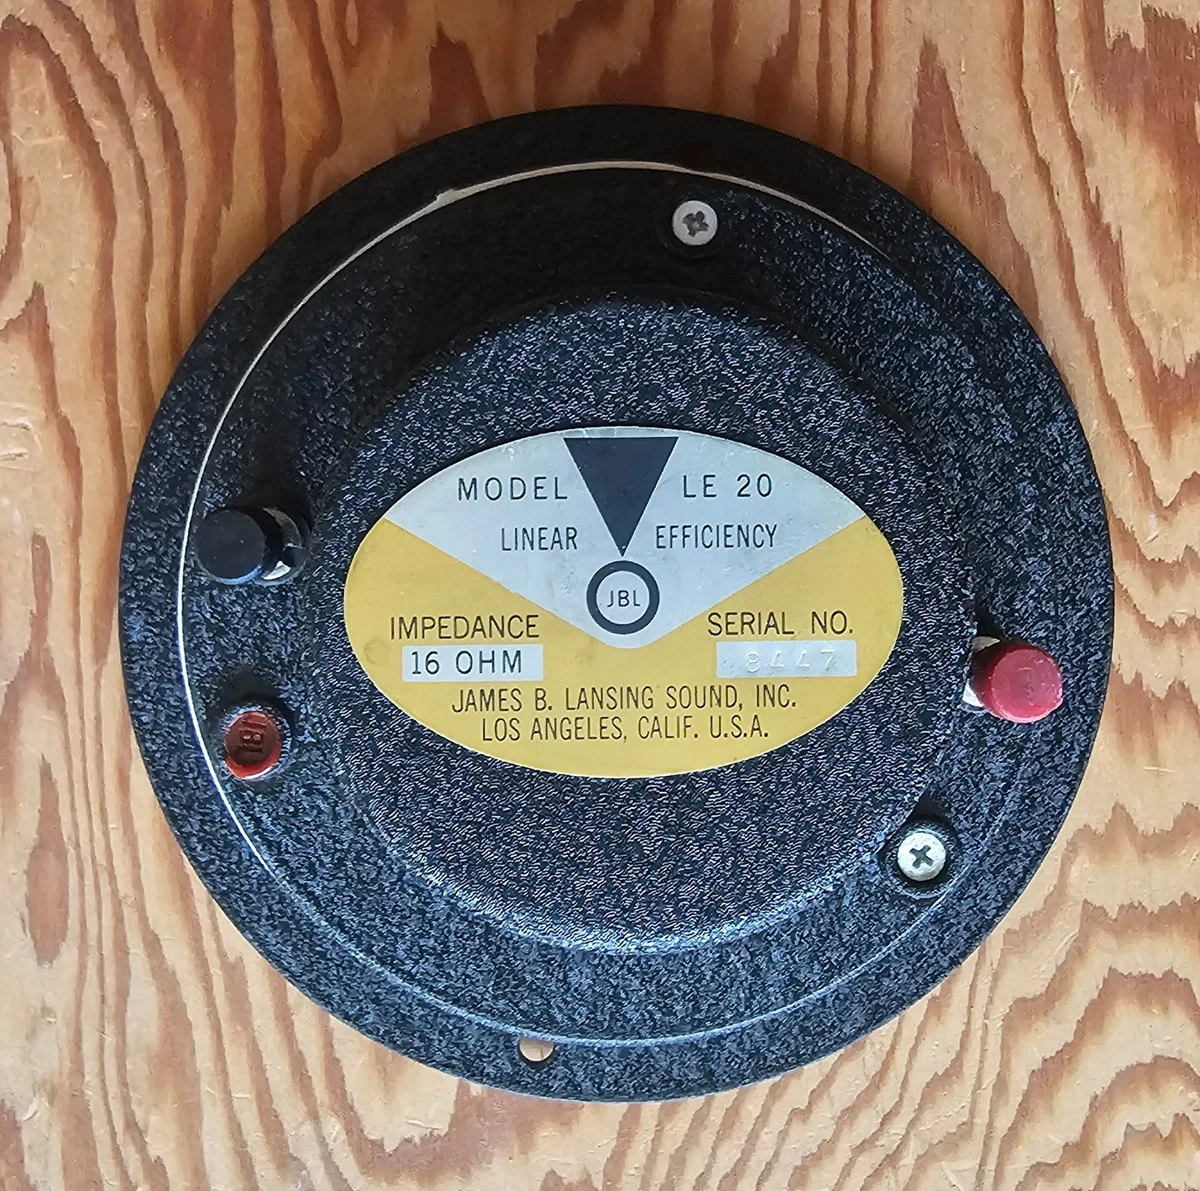 MODEL LE 20
LINEAR EFFICIENCY
JBL
IMPEDANCE SERIAL NO.
16 OHM 8447
JAMES B. LANSING SOUND, INC.
LOS ANGELES, CALIF. U.S.A.
JBL